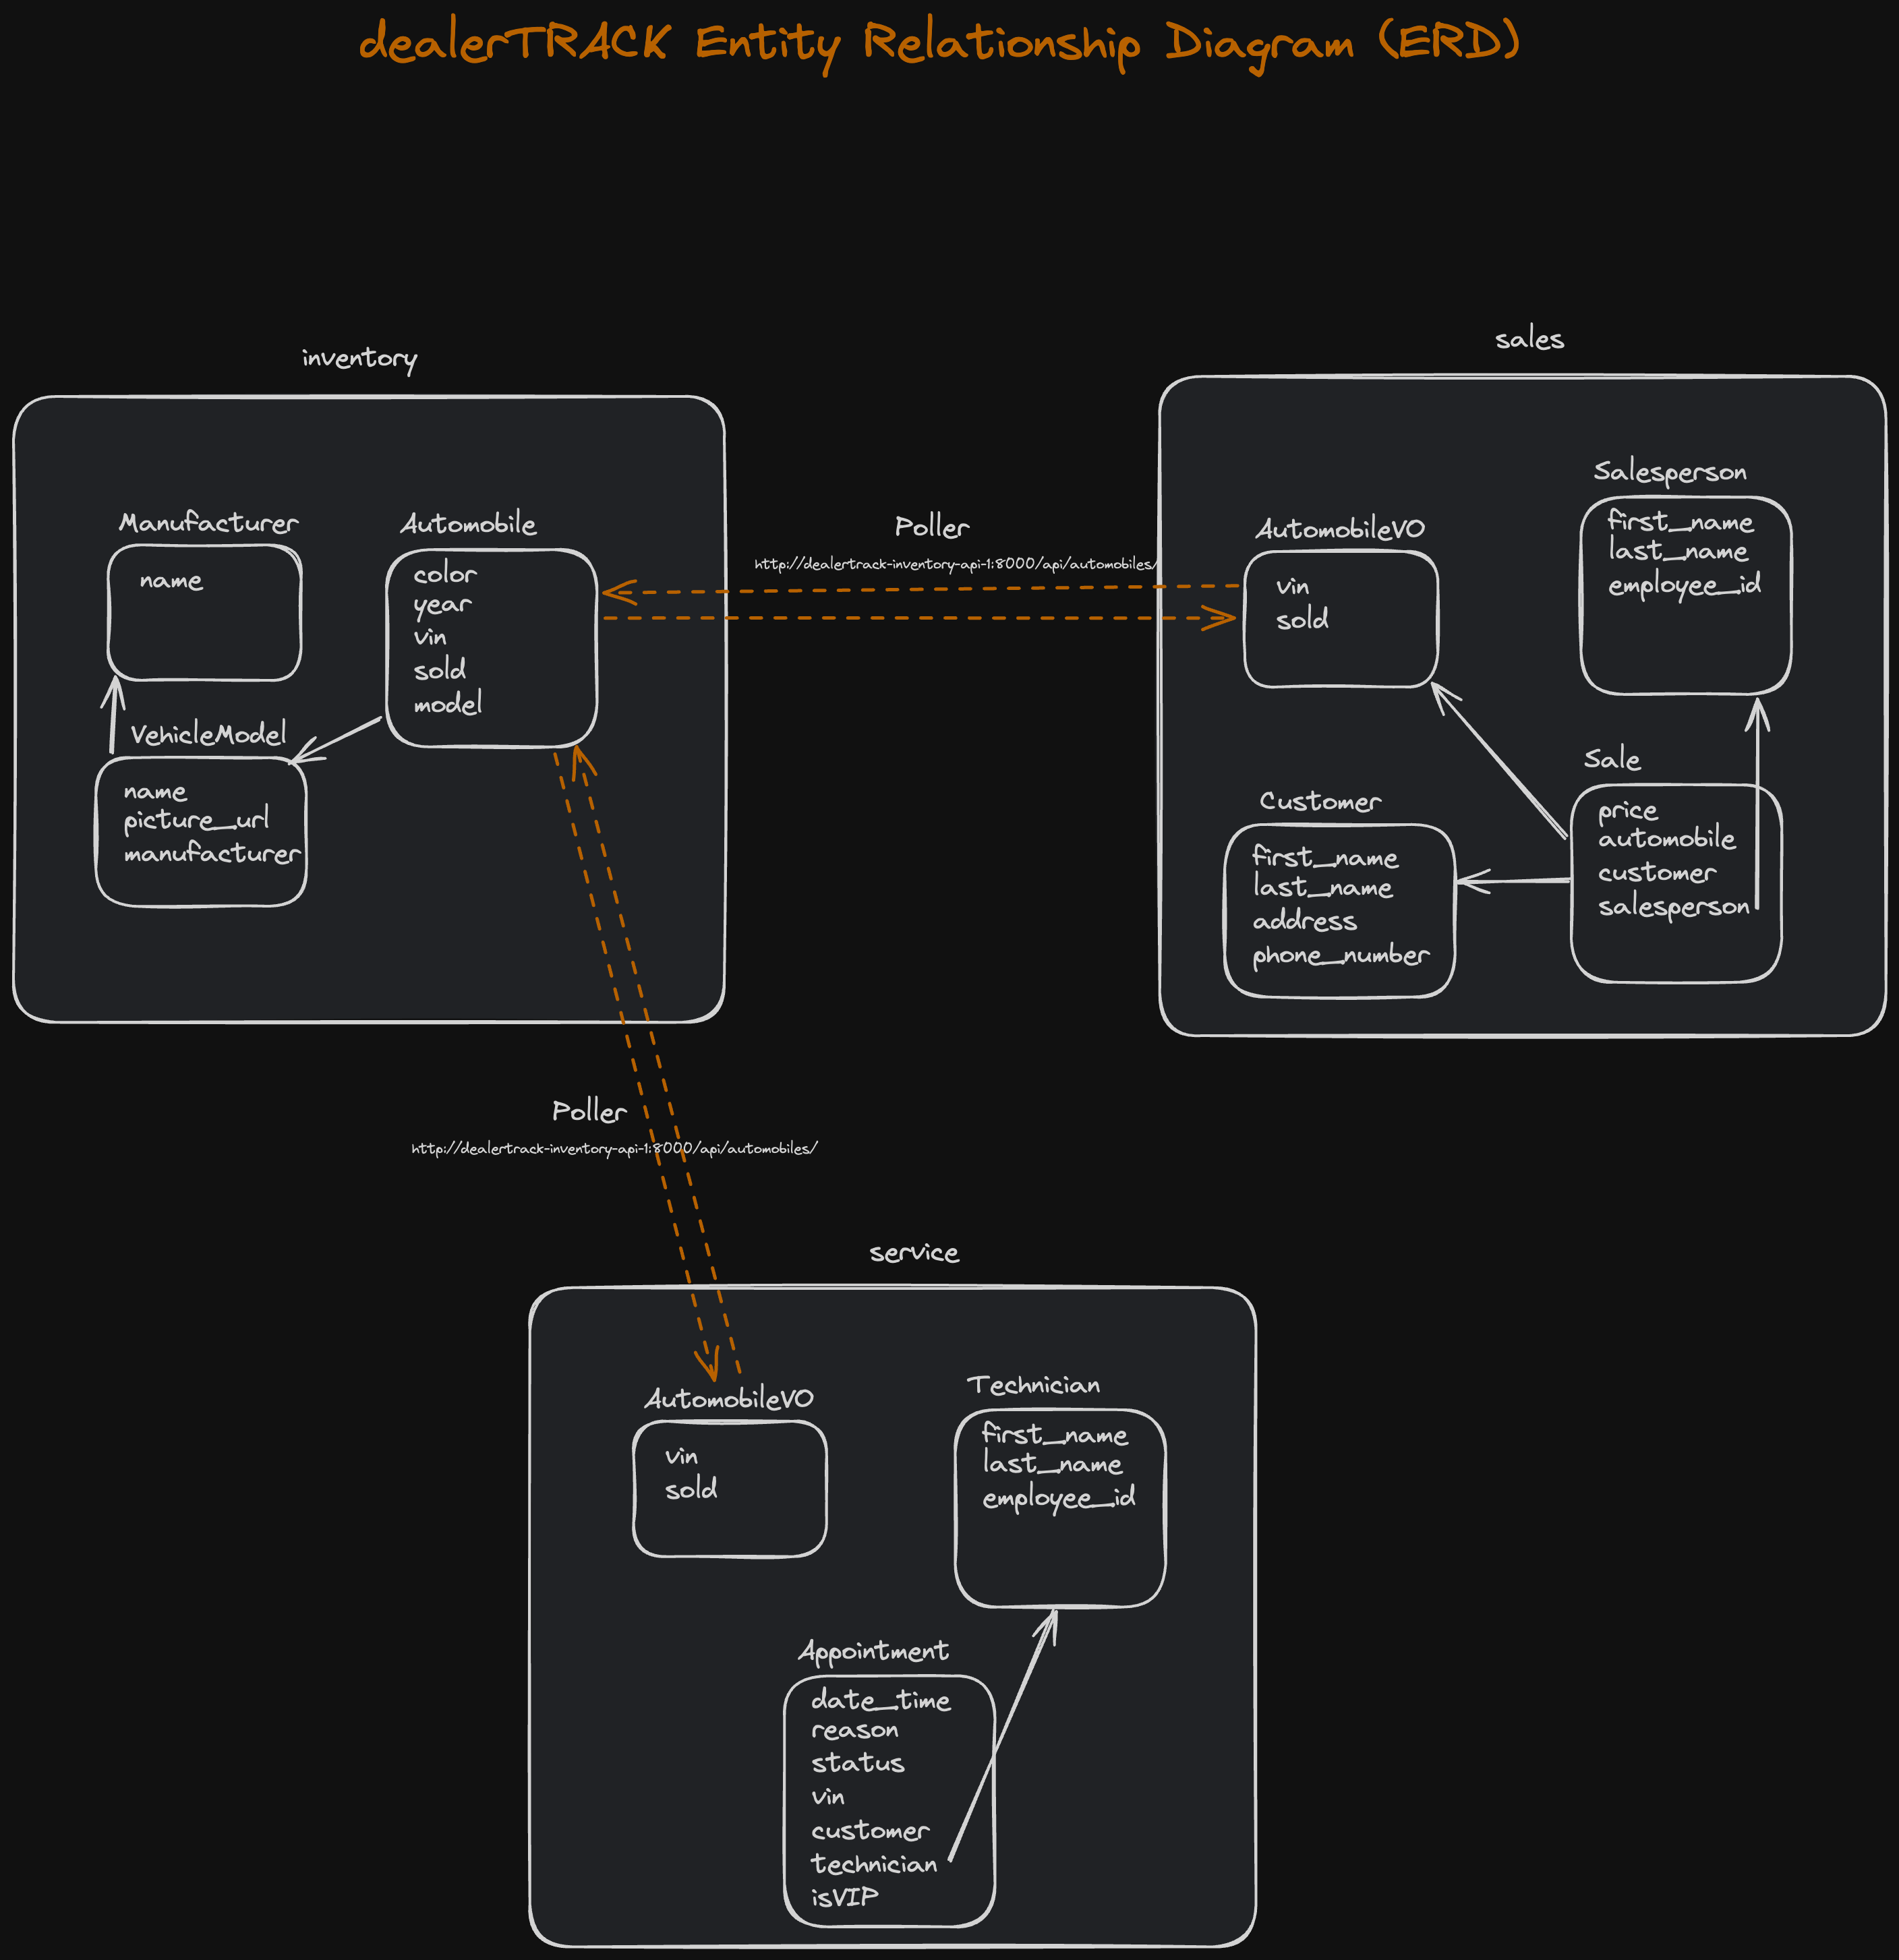 dealerTRACK Entity Relationship Diagram (ERD)
inventory
Manufacturer
name
Automobile
color
year
vin
sold
model
VehicleModel
name
picture_url
manufacturer
Poller
http://dealertrack-inventory-api-1:8000/api/automobiles/
sales
AutomobileVO
vin
sold
Salesperson
first_name
last_name
employee_id
Customer
first_name
last_name
address
phone_number
Sale
price
automobile
customer
salesperson
Poller
http://dealertrack-inventory-api-1:8000/api/automobiles/
service
AutomobileVO
vin
sold
Technician
first_name
last_name
employee_id
Appointment
date_time
reason
status
vin
customer
technician
isVIP